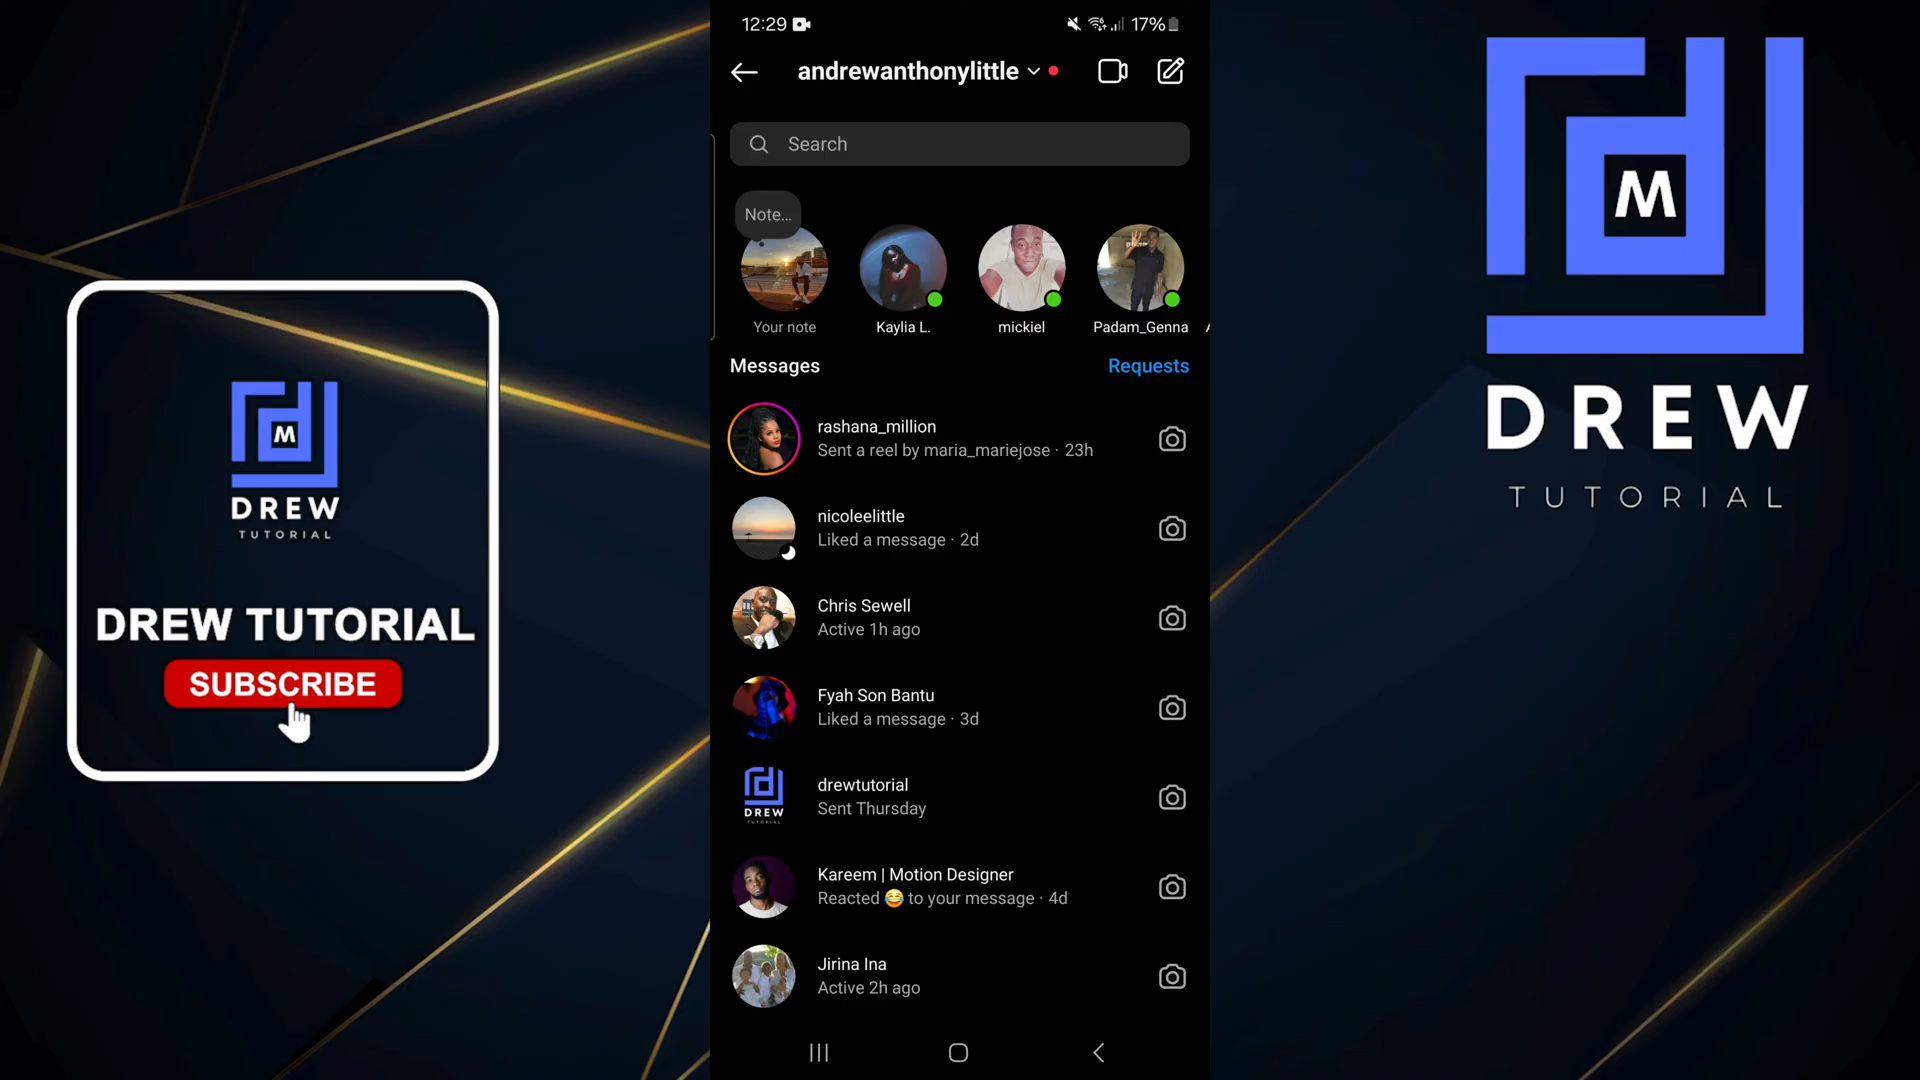 12:29
17%
andrewanthonylittle
Search
Note...
Your note
Kaylia L.
mickiel
Padam_Genna
Messages
Requests
rashana_million
Sent a reel by maria_mariejose · 23h
nicoleelittle
Liked a message · 2d
Chris Sewell
Active 1h ago
Fyah Son Bantu
Liked a message · 3d
drewtutorial
Sent Thursday
DREW
TUTORIAL
Kareem | Motion Designer
Reacted 😂 to your message · 4d
Jirina Ina
Active 2h ago
M
DREW
TUTORIAL
DREW TUTORIAL
SUBSCRIBE
M
DREW
TUTORIAL